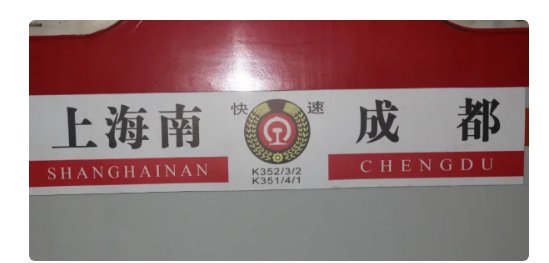 上海南 快 速 成 都
SHANGHAINAN K352/3/2 CHENGDU
K351/4/1